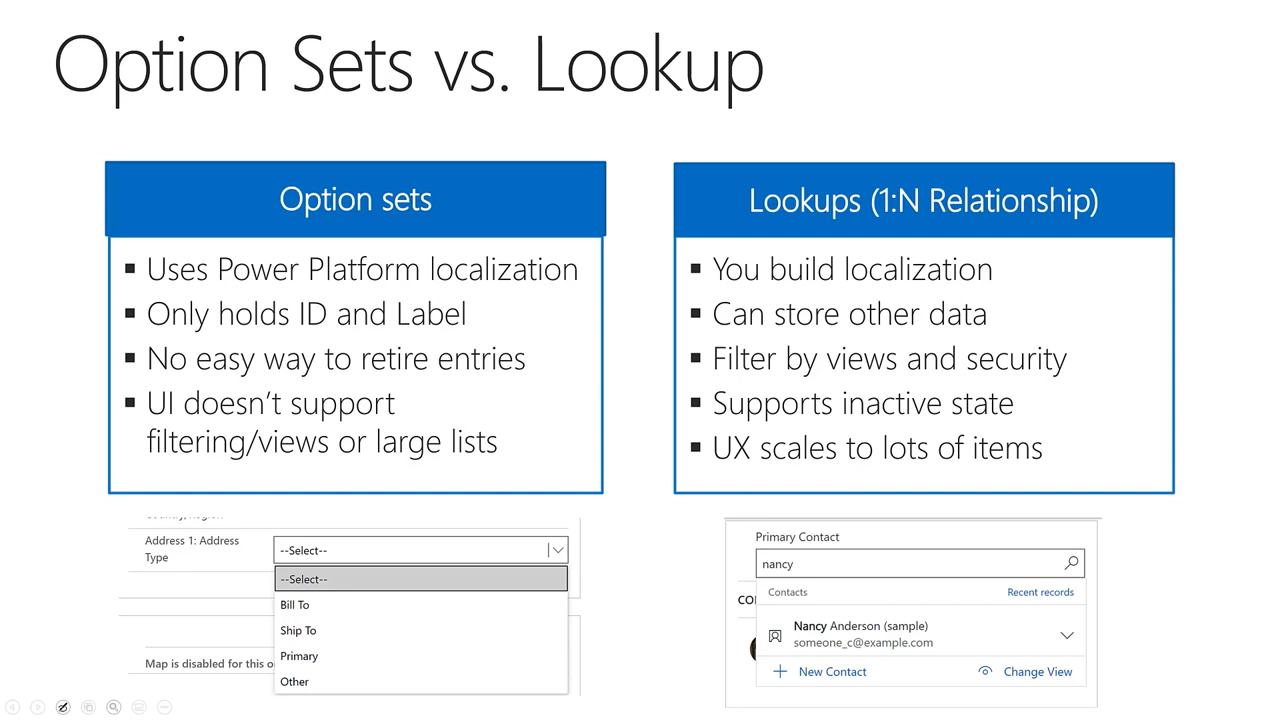 Option Sets vs. Lookup
Option sets
▪ Uses Power Platform localization
▪ Only holds ID and Label
▪ No easy way to retire entries
▪ UI doesn't support
filtering/views or large lists
Lookups (1:N Relationship)
▪ You build localization
▪ Can store other data
▪ Filter by views and security
▪ Supports inactive state
▪ UX scales to lots of items
Address 1: Address
Type
--Select--
--Select--
Bill To
Ship To
Primary
Other
Map is disabled for this o
Primary Contact
nancy
Contacts
Recent records
CO
Nancy Anderson (sample)
someone_c@example.com
New Contact
Change View